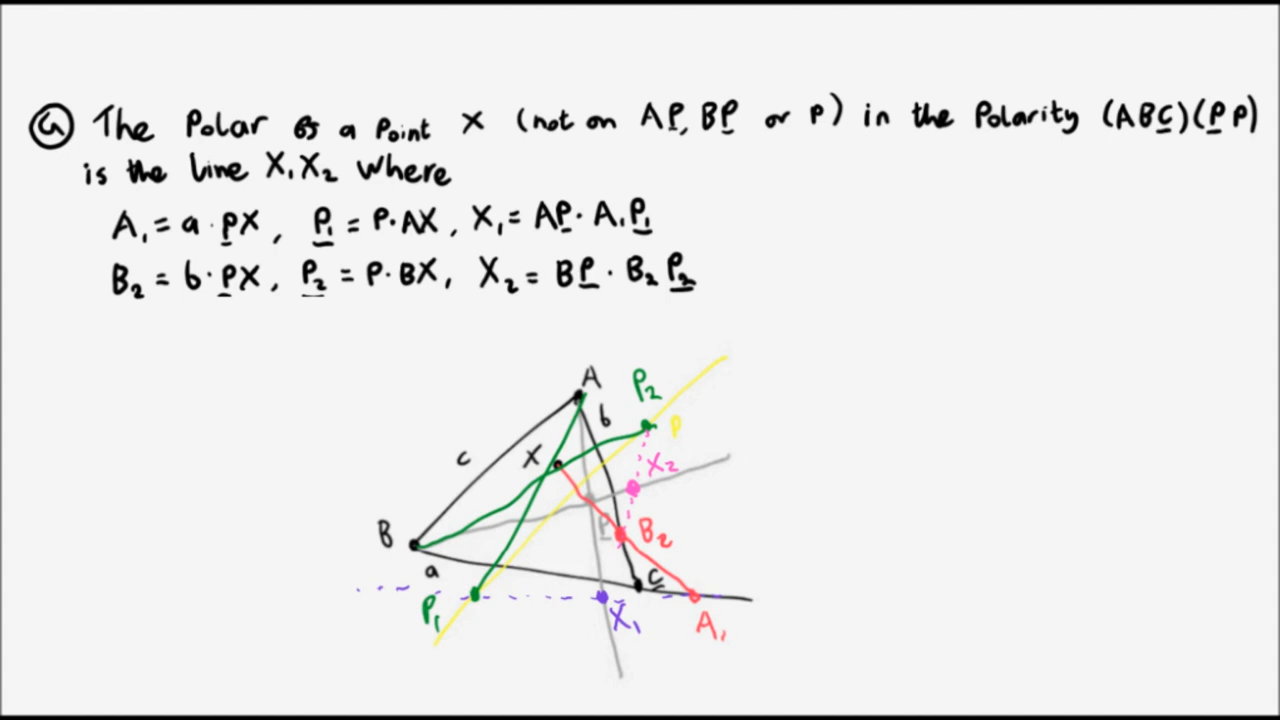 G The Polar of a Point X (not on AP, BP or p) in the Polarity (ABC)(P p)
is the line X₁X₂ where
A₁ = a · PX, P₁ = p · AX, X₁ = AP · A₁P₁
B₂ = b · PX, P₂ = p · BX, X₂ = BP · B₂P₂
A
P₂
b
p
c
X
X₂
P
B
B₂
a
C
P₁
X₁
A₁